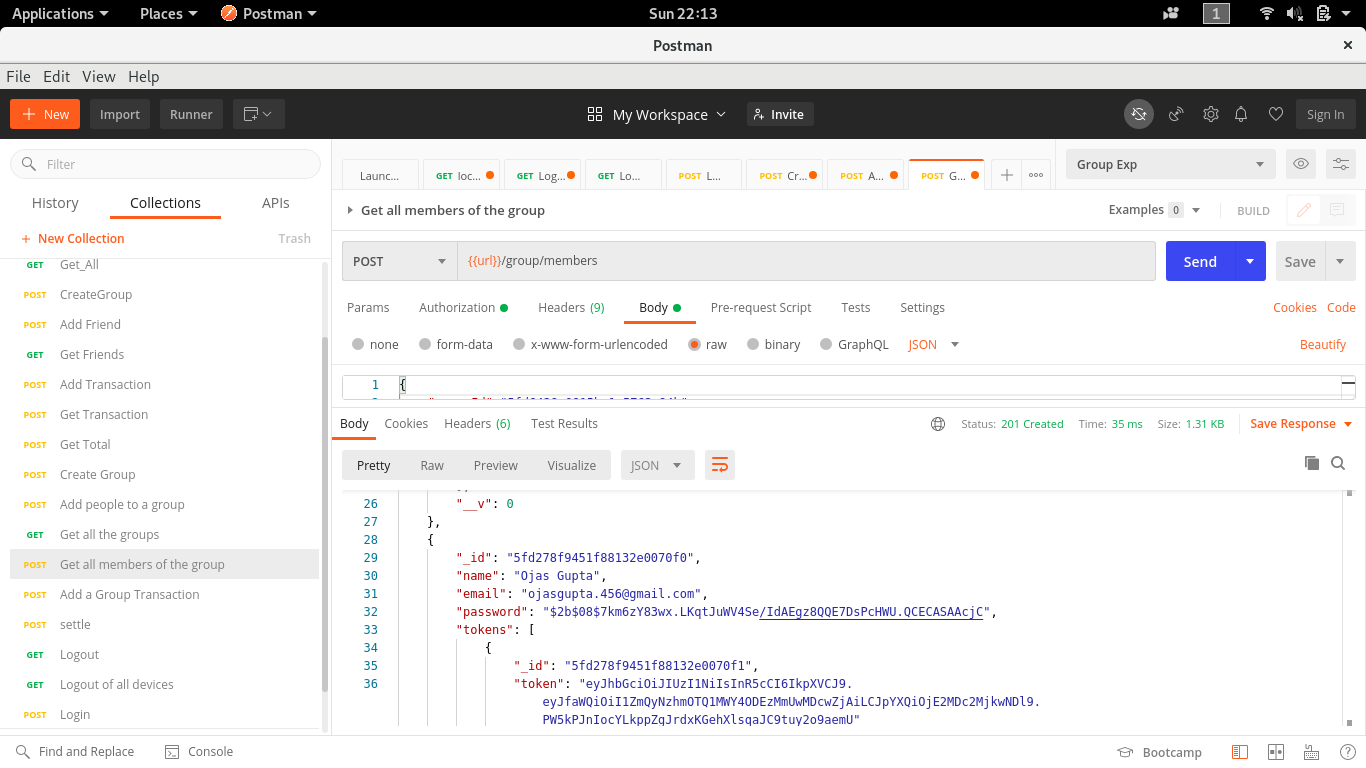 Applications Places Postman Sun 22:13 1
Postman
File Edit View Help
New Import Runner My Workspace Invite Sign In
Filter
History Collections APIs
New Collection Trash
Get_All
GET
POST CreateGroup
POST Add Friend
GET Get Friends
POST Add Transaction
POST Get Transaction
GET Get Total
POST Create Group
POST Add people to a group
GET Get all the groups
POST Get all members of the group
POST Add a Group Transaction
POST settle
GET Logout
GET Logout of all devices
POST Login
Launc... GET loc... GET Log... GET Lo... POST L... POST Cr... POST A... POST G... Group Exp
Get all members of the group Examples 0 BUILD
POST {{url}}/group/members Send Save
Params Authorization Headers (9) Body Pre-request Script Tests Settings Cookies Code
none form-data x-www-form-urlencoded raw binary GraphQL JSON Beautify
1 {
Body Cookies Headers (6) Test Results Status: 201 Created Time: 35 ms Size: 1.31 KB Save Response
Pretty Raw Preview Visualize JSON
26 "__v": 0
27 },
28 {
29 "_id": "5fd278f9451f88132e0070f0",
30 "name": "Ojas Gupta",
31 "email": "ojasgupta.456@gmail.com",
32 "password": "$2b$08$7km6zY83wx.LKqtJuWV4Se/IdAEgz8QQE7DsPcHWU.QCECASAAcjC",
33 "tokens": [
34 {
35 "_id": "5fd278f9451f88132e0070f1",
36 "token": "eyJhbGciOiJIUzI1NiIsInR5cCI6IkpXVCJ9.
eyJfaWQiOiI1ZmQyNzhmOTQ1MWY4ODEzMmUwMDcwZjAiLCJpYXQiOjE2MDc2MjkwNDl9.
PW5kPJnIocYLkppZqJrdxKGehXlsqaJC9tuy2o9aemU"
Find and Replace Console Bootcamp